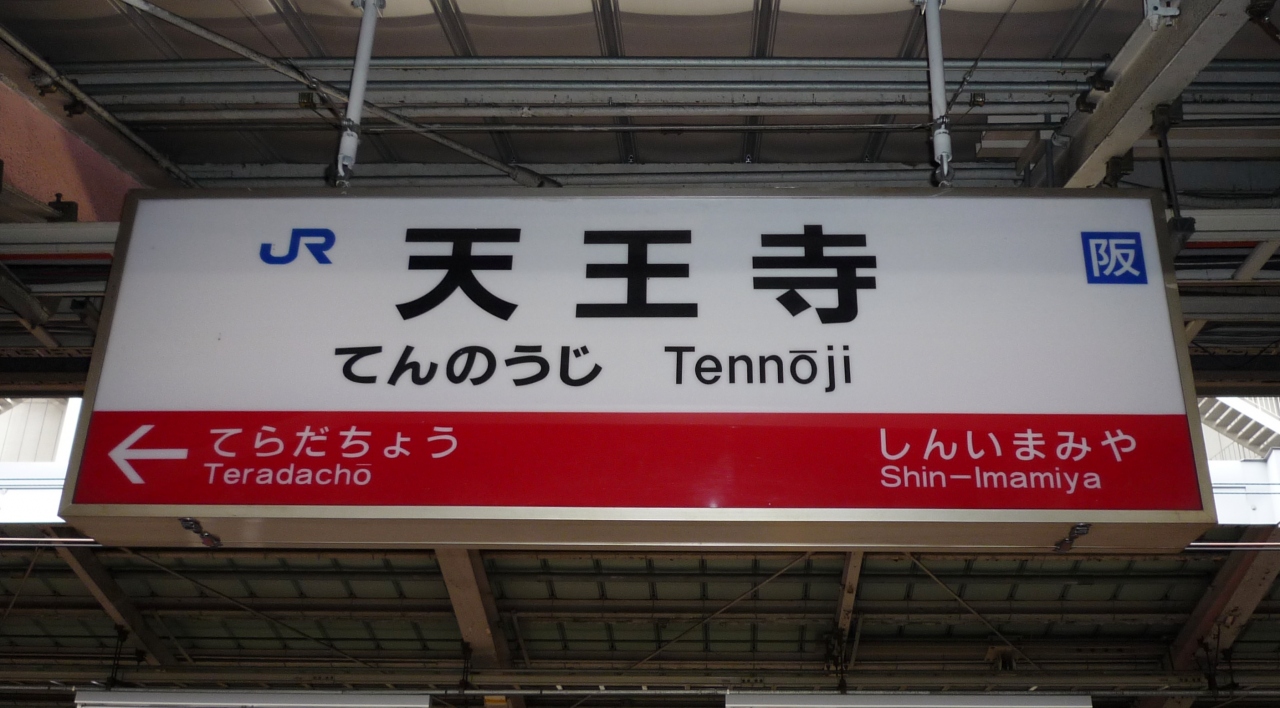 JR 天王寺 阪
てんのうじ Tennōji
← てらだちょう しんいまみや
Teradachō Shin-Imamiya